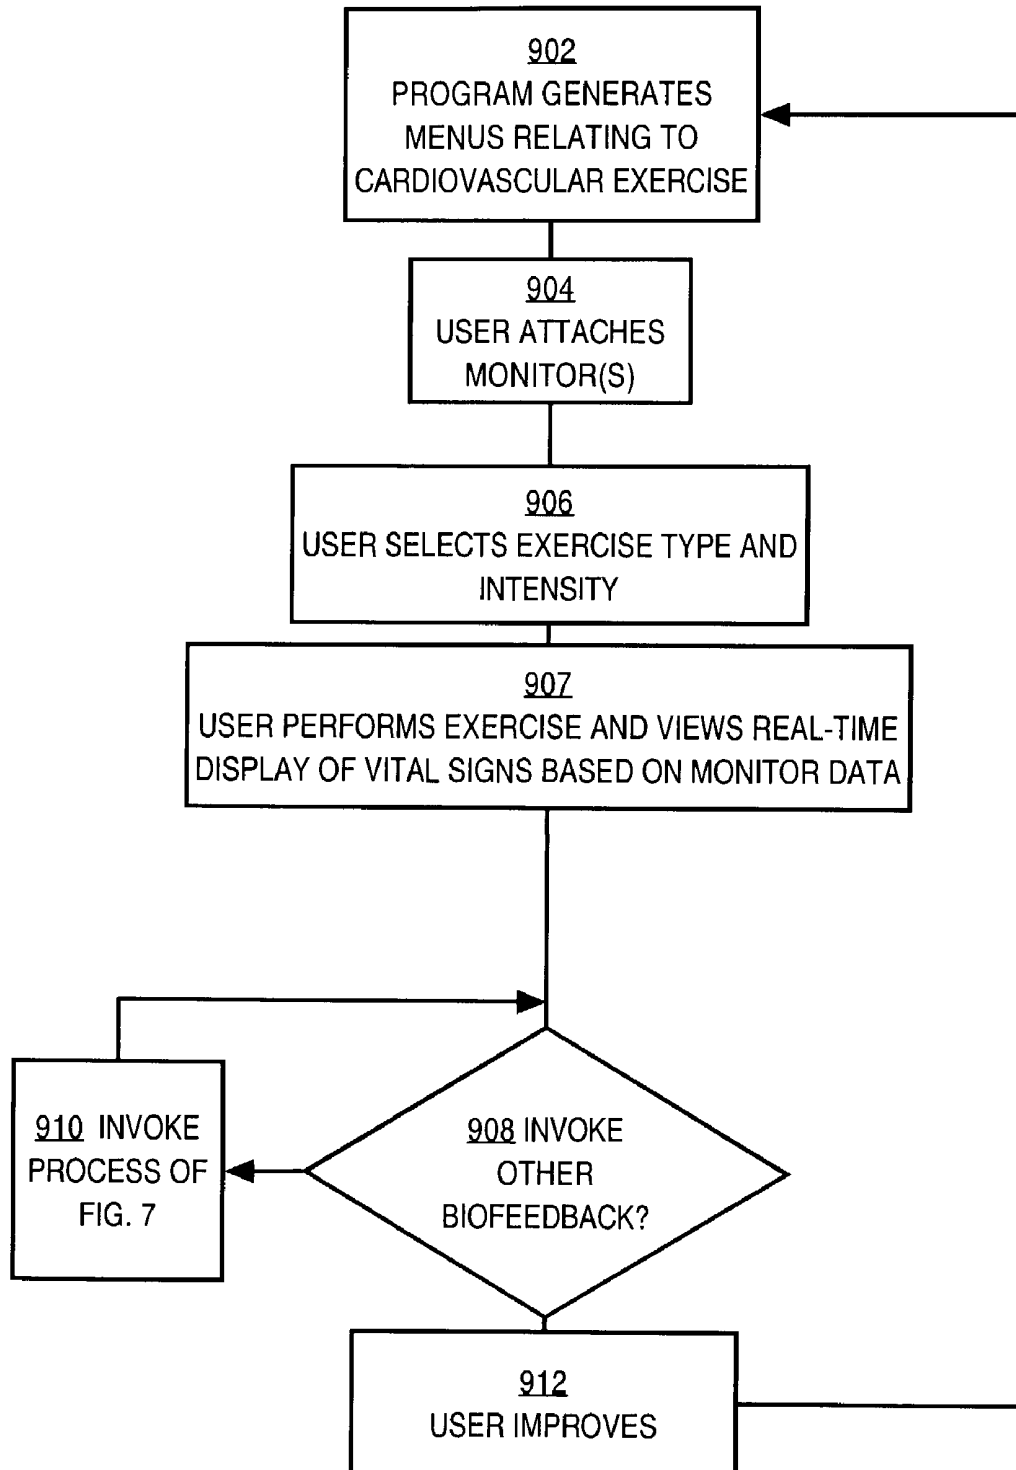 902
PROGRAM GENERATES
MENUS RELATING TO
CARDIOVASCULAR EXERCISE
904
USER ATTACHES
MONITOR(S)
906
USER SELECTS EXERCISE TYPE AND
INTENSITY
907
USER PERFORMS EXERCISE AND VIEWS REAL-TIME
DISPLAY OF VITAL SIGNS BASED ON MONITOR DATA
908 INVOKE
OTHER
BIOFEEDBACK?
910 INVOKE
PROCESS OF
FIG. 7
912
USER IMPROVES